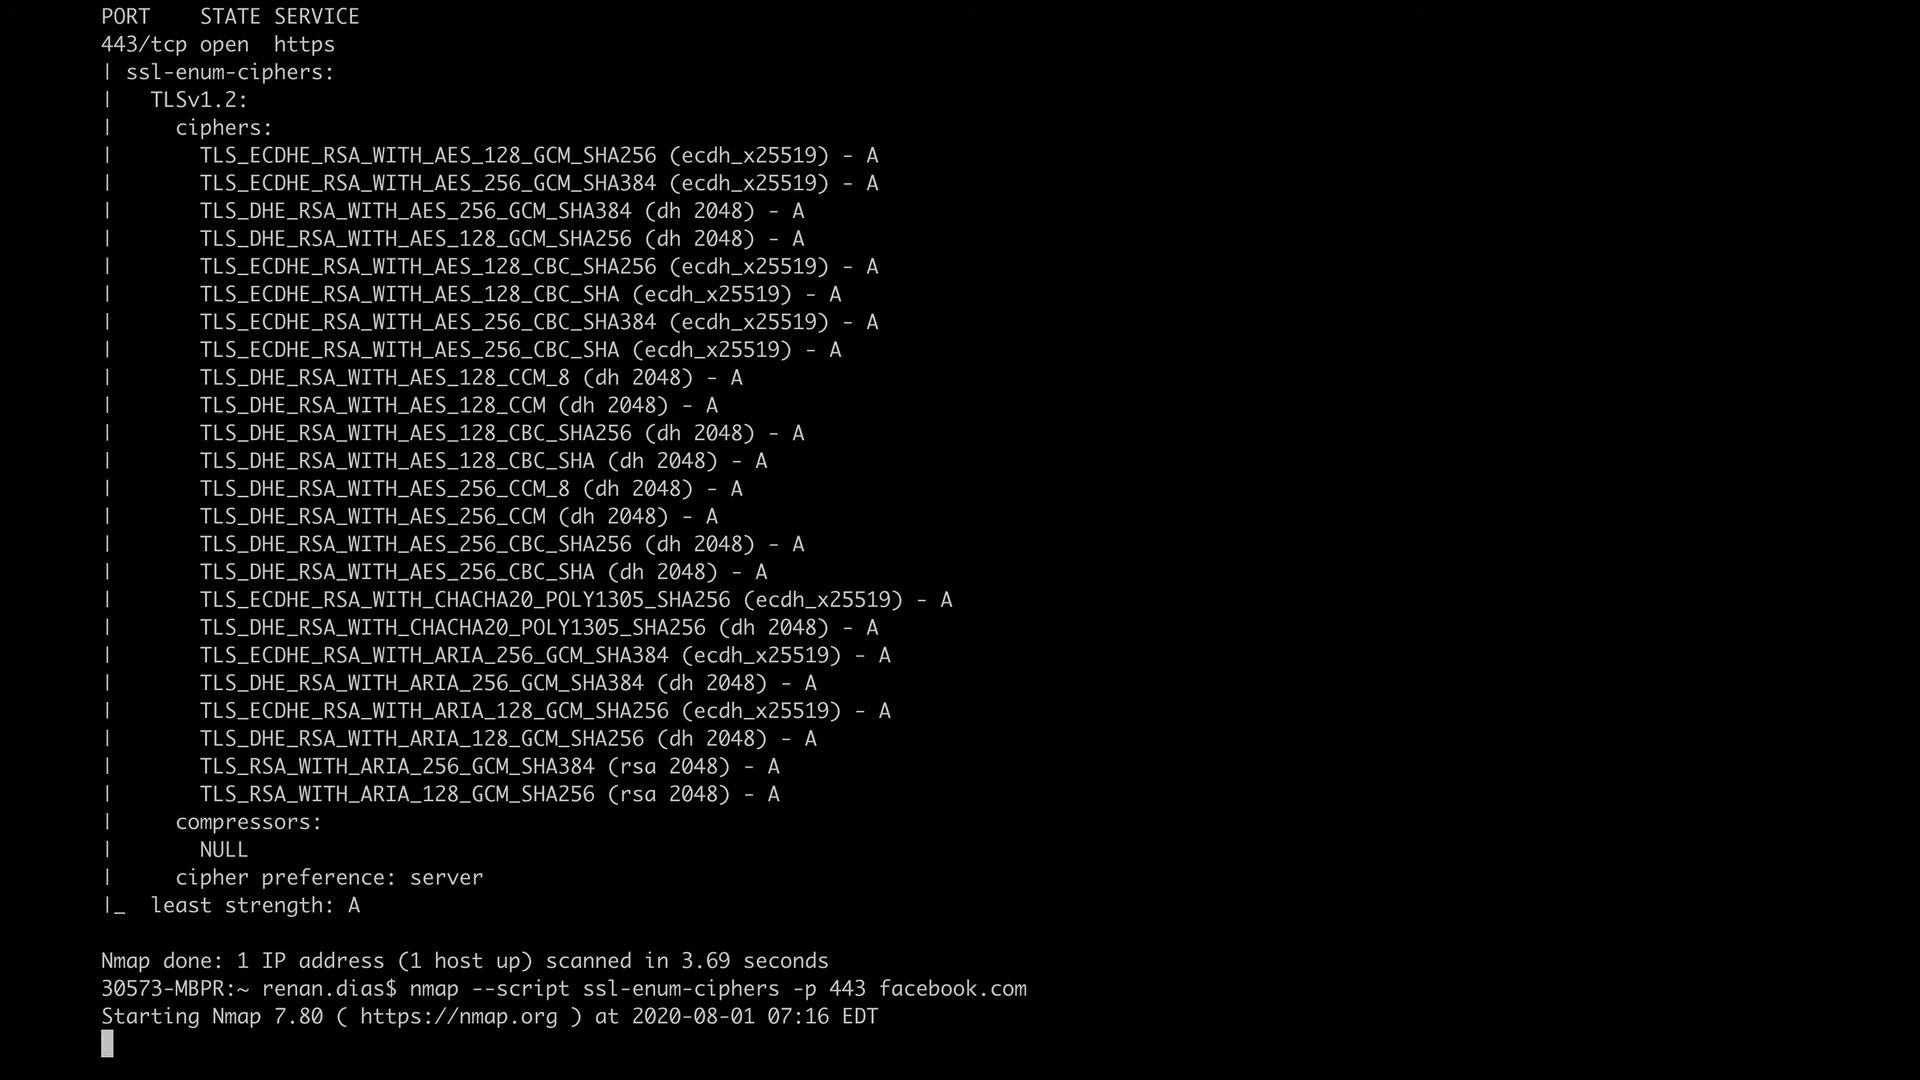 PORT    STATE SERVICE
443/tcp open  https
| ssl-enum-ciphers:
|   TLSv1.2:
|     ciphers:
|       TLS_ECDHE_RSA_WITH_AES_128_GCM_SHA256 (ecdh_x25519) - A
|       TLS_ECDHE_RSA_WITH_AES_256_GCM_SHA384 (ecdh_x25519) - A
|       TLS_DHE_RSA_WITH_AES_256_GCM_SHA384 (dh 2048) - A
|       TLS_DHE_RSA_WITH_AES_128_GCM_SHA256 (dh 2048) - A
|       TLS_ECDHE_RSA_WITH_AES_128_CBC_SHA256 (ecdh_x25519) - A
|       TLS_ECDHE_RSA_WITH_AES_128_CBC_SHA (ecdh_x25519) - A
|       TLS_ECDHE_RSA_WITH_AES_256_CBC_SHA384 (ecdh_x25519) - A
|       TLS_ECDHE_RSA_WITH_AES_256_CBC_SHA (ecdh_x25519) - A
|       TLS_DHE_RSA_WITH_AES_128_CCM_8 (dh 2048) - A
|       TLS_DHE_RSA_WITH_AES_128_CCM (dh 2048) - A
|       TLS_DHE_RSA_WITH_AES_128_CBC_SHA256 (dh 2048) - A
|       TLS_DHE_RSA_WITH_AES_128_CBC_SHA (dh 2048) - A
|       TLS_DHE_RSA_WITH_AES_256_CCM_8 (dh 2048) - A
|       TLS_DHE_RSA_WITH_AES_256_CCM (dh 2048) - A
|       TLS_DHE_RSA_WITH_AES_256_CBC_SHA256 (dh 2048) - A
|       TLS_DHE_RSA_WITH_AES_256_CBC_SHA (dh 2048) - A
|       TLS_ECDHE_RSA_WITH_CHACHA20_POLY1305_SHA256 (ecdh_x25519) - A
|       TLS_DHE_RSA_WITH_CHACHA20_POLY1305_SHA256 (dh 2048) - A
|       TLS_ECDHE_RSA_WITH_ARIA_256_GCM_SHA384 (ecdh_x25519) - A
|       TLS_DHE_RSA_WITH_ARIA_256_GCM_SHA384 (dh 2048) - A
|       TLS_ECDHE_RSA_WITH_ARIA_128_GCM_SHA256 (ecdh_x25519) - A
|       TLS_DHE_RSA_WITH_ARIA_128_GCM_SHA256 (dh 2048) - A
|       TLS_RSA_WITH_ARIA_256_GCM_SHA384 (rsa 2048) - A
|       TLS_RSA_WITH_ARIA_128_GCM_SHA256 (rsa 2048) - A
|     compressors:
|       NULL
|     cipher preference: server
|_  least strength: A

Nmap done: 1 IP address (1 host up) scanned in 3.69 seconds
30573-MBPR:~ renan.dias$ nmap --script ssl-enum-ciphers -p 443 facebook.com
Starting Nmap 7.80 ( https://nmap.org ) at 2020-08-01 07:16 EDT